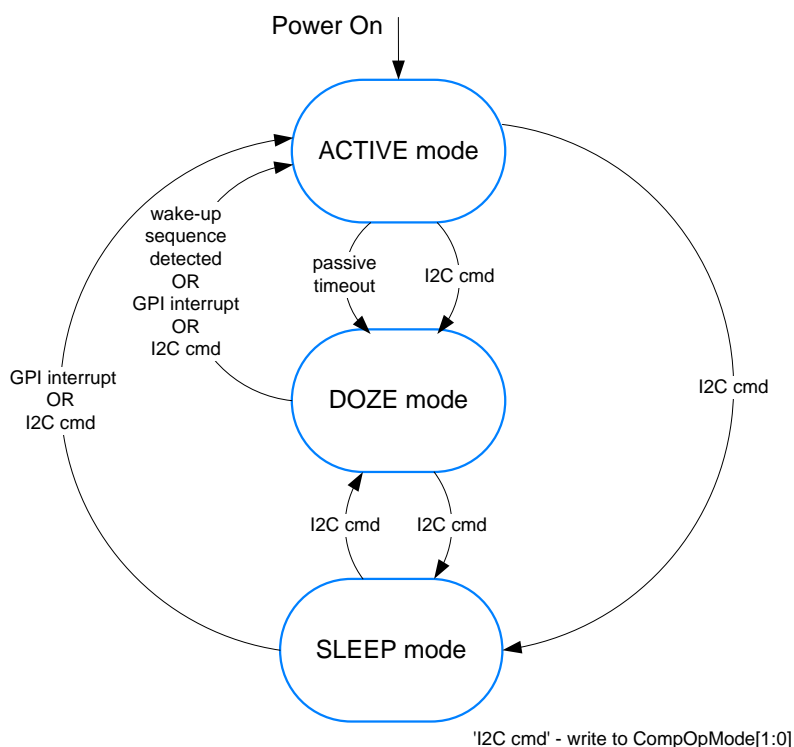 Power On
ACTIVE mode
wake-up
sequence
detected
OR
GPI interrupt
OR
I2C cmd
passive
timeout
I2C cmd
GPI interrupt
OR
I2C cmd
I2C cmd
DOZE mode
I2C cmd
I2C cmd
SLEEP mode
'I2C cmd' - write to CompOpMode[1:0]